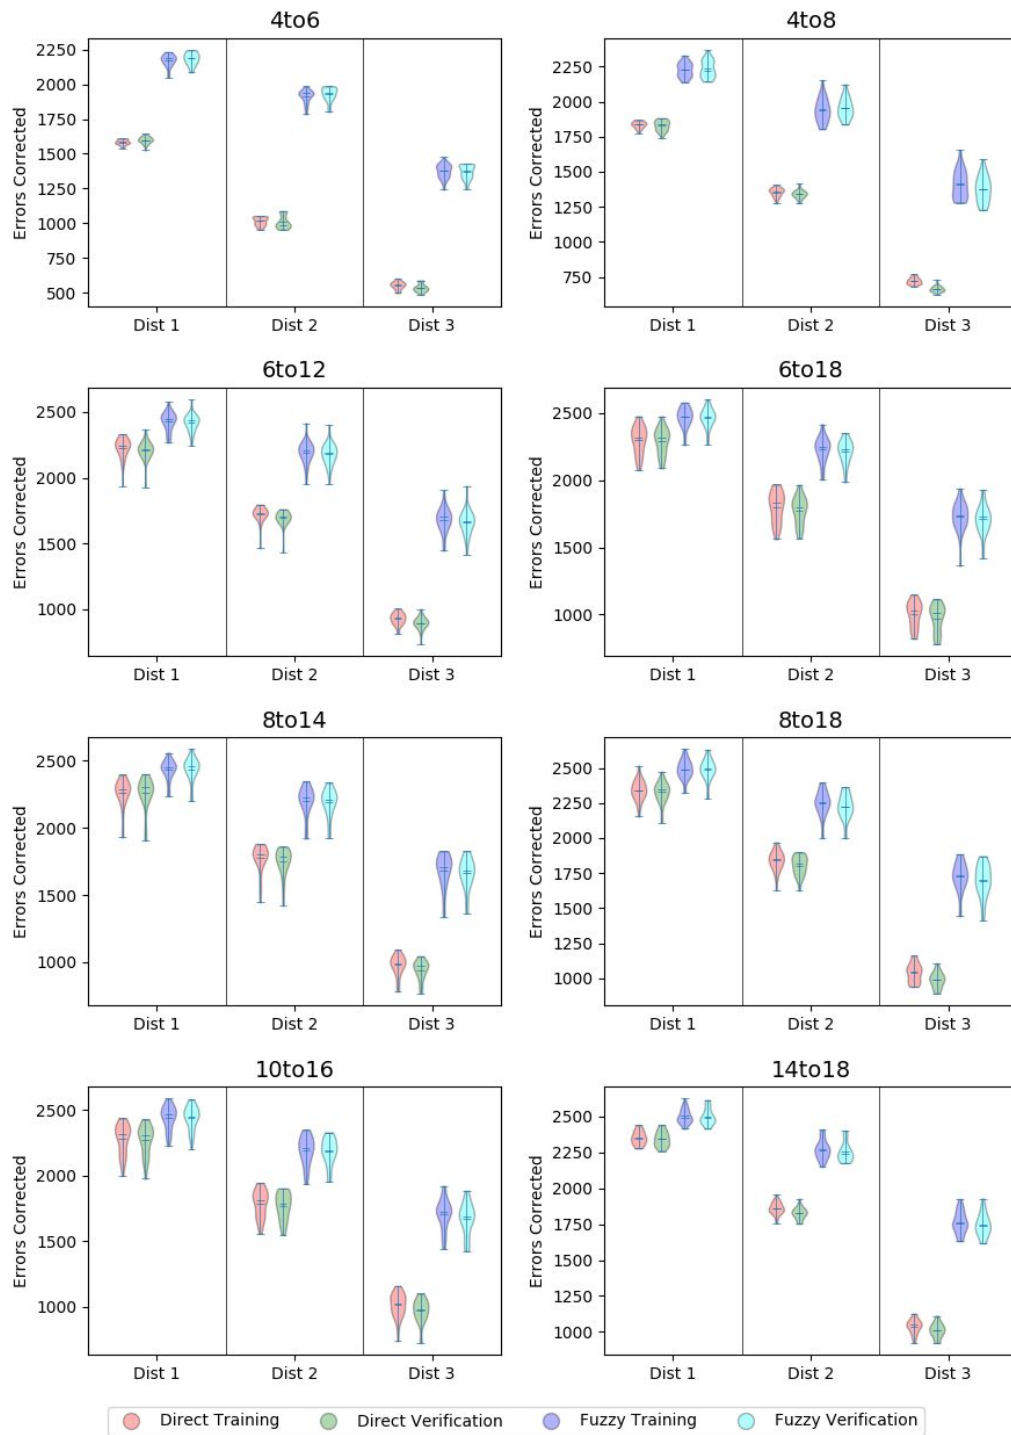 4to6
4to8
Errors Corrected
2250
2000
1750
1500
1250
1000
750
500
Dist 1
Dist 2
Dist 3
Errors Corrected
2250
2000
1750
1500
1250
1000
750
Dist 1
Dist 2
Dist 3
6to12
6to18
Errors Corrected
2500
2000
1500
1000
Dist 1
Dist 2
Dist 3
Errors Corrected
2500
2000
1500
1000
Dist 1
Dist 2
Dist 3
8to14
8to18
Errors Corrected
2500
2000
1500
1000
Dist 1
Dist 2
Dist 3
Errors Corrected
2500
2250
2000
1750
1500
1250
1000
Dist 1
Dist 2
Dist 3
10to16
14to18
Errors Corrected
2500
2000
1500
1000
Dist 1
Dist 2
Dist 3
Errors Corrected
2500
2250
2000
1750
1500
1250
1000
Dist 1
Dist 2
Dist 3
Direct Training
Direct Verification
Fuzzy Training
Fuzzy Verification